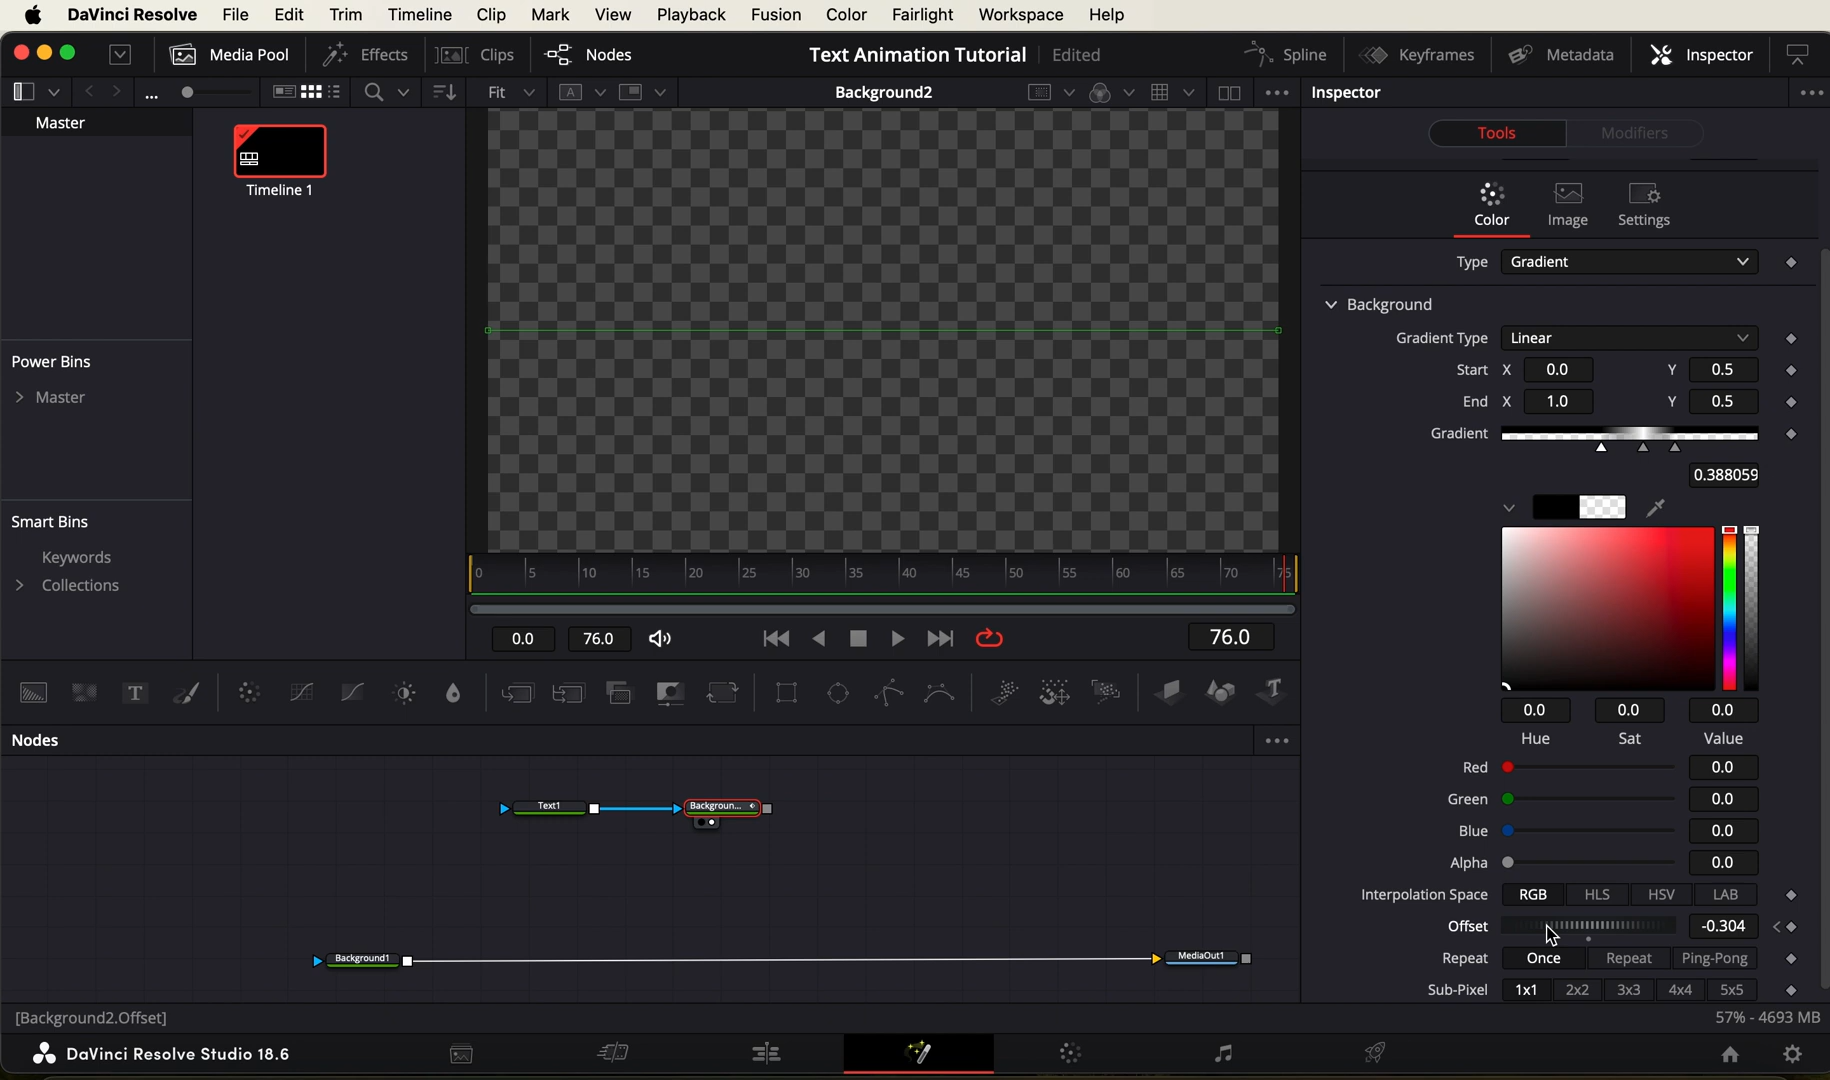 DaVinci Resolve File Edit Trim Timeline Clip Mark View Playback Fusion Color Fairlight Workspace Help
Media Pool Effects Clips Nodes Text Animation Tutorial Edited Spline Keyframes Metadata Inspector
... Fit A Background2 Inspector
Master
Timeline 1
Power Bins
Master
Smart Bins
Keywords
Collections
0 5 10 15 20 25 30 35 40 45 50 55 60 65 70 75
0.0 76.0 76.0
Tools Modifiers
Color Image Settings
Type Gradient
Background
Gradient Type Linear
Start X 0.0 Y 0.5
End X 1.0 Y 0.5
Gradient
0.388059
0.0 0.0 0.0
Hue Sat Value
Red 0.0
Green 0.0
Blue 0.0
Alpha 0.0
Interpolation Space RGB HLS HSV LAB
Offset -0.304
Repeat Once Repeat Ping-Pong
Sub-Pixel 1x1 2x2 3x3 4x4 5x5
Nodes
Text1 Backgroun...
Background1 MediaOut1
[Background2.Offset] 57% - 4693 MB
DaVinci Resolve Studio 18.6